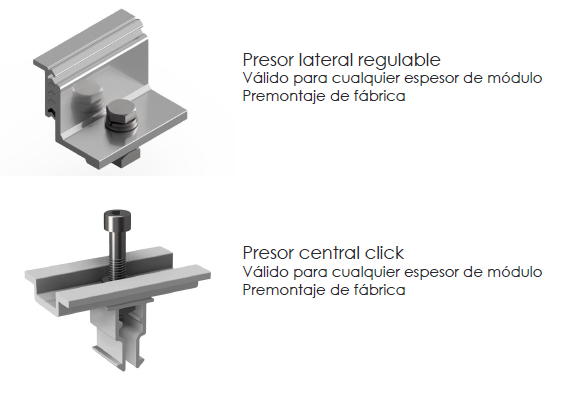 Presor lateral regulable
Válido para cualquier espesor de módulo
Premontaje de fábrica
Presor central click
Válido para cualquier espesor de módulo
Premontaje de fábrica